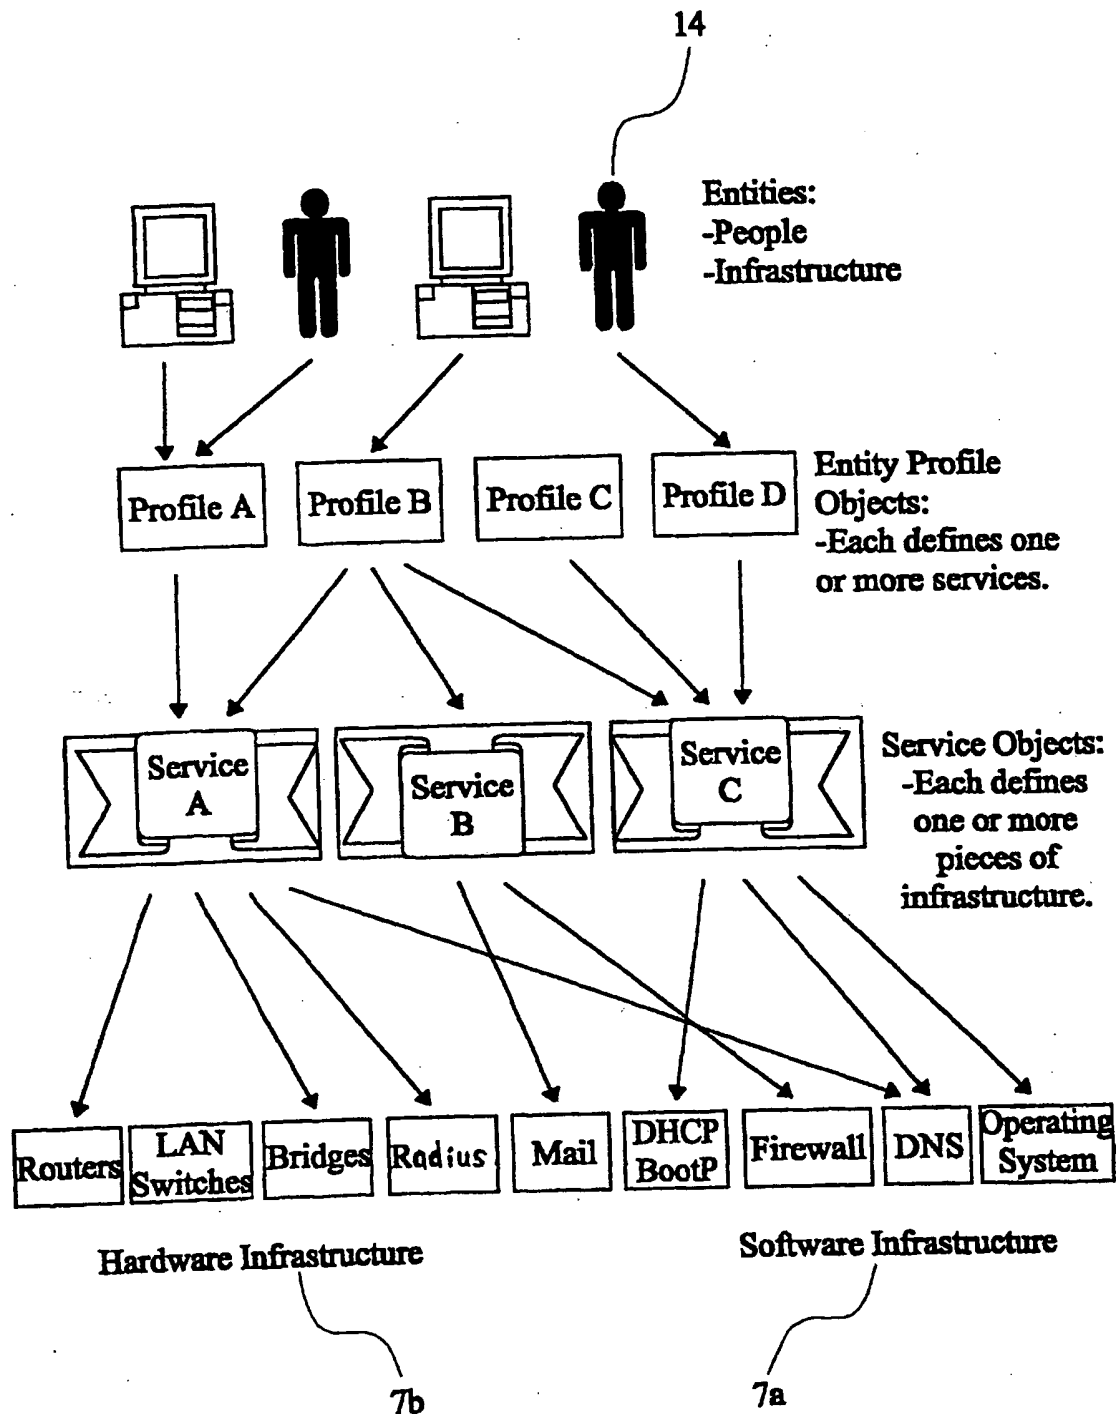 14
Entities:
-People
-Infrastructure
Profile A
Profile B
Profile C
Profile D
Entity Profile
Objects:
-Each defines one
or more services.
Service
A
Service
B
Service
C
Service Objects:
-Each defines
one or more
pieces of
infrastructure.
Routers
LAN
Switches
Bridges
Radius
Mail
DHCP
BootP
Firewall
DNS
Operating
System
Hardware Infrastructure
Software Infrastructure
7b
7a